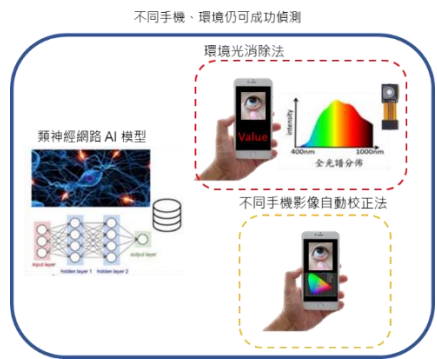 不同手機、環境仍可成功偵測
環境光消除法
Value
intensity
400nm
1000nm
全光譜分佈
類神經網路 AI 模型
input layer
hidden layer 1
hidden layer 2
output layer
不同手機影像自動校正法